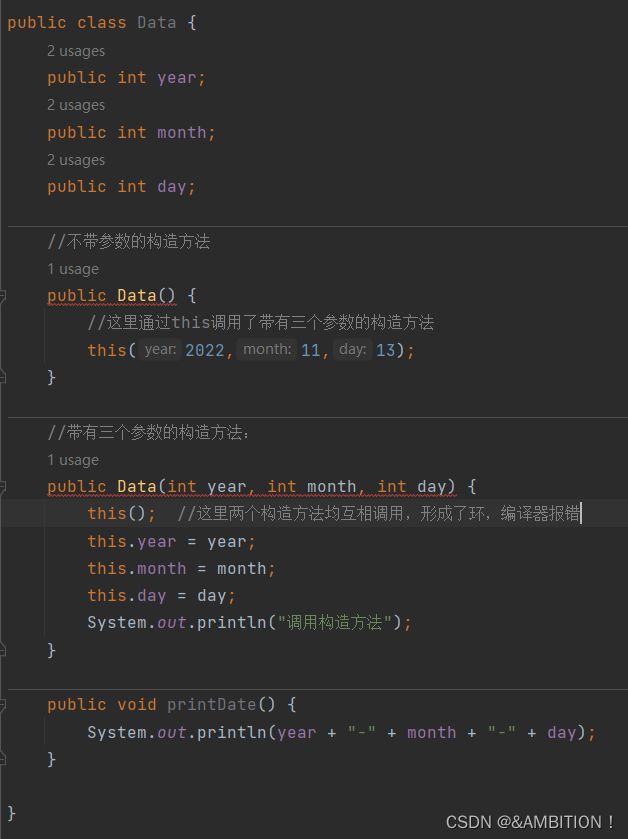 public class Data {
2 usages
public int year;
2 usages
public int month;
2 usages
public int day;
//不带参数的构造方法
1 usage
public Data() {
//这里通过this调用了带有三个参数的构造方法
this( year: 2022, month: 11, day: 13);
}
//带有三个参数的构造方法:
1 usage
public Data(int year, int month, int day) {
this();  //这里两个构造方法均互相调用，形成了环，编译器报错
this.year = year;
this.month = month;
this.day = day;
System.out.println("调用构造方法");
}
public void printDate() {
System.out.println(year + "-" + month + "-" + day);
}
}
CSDN @&AMBITION！